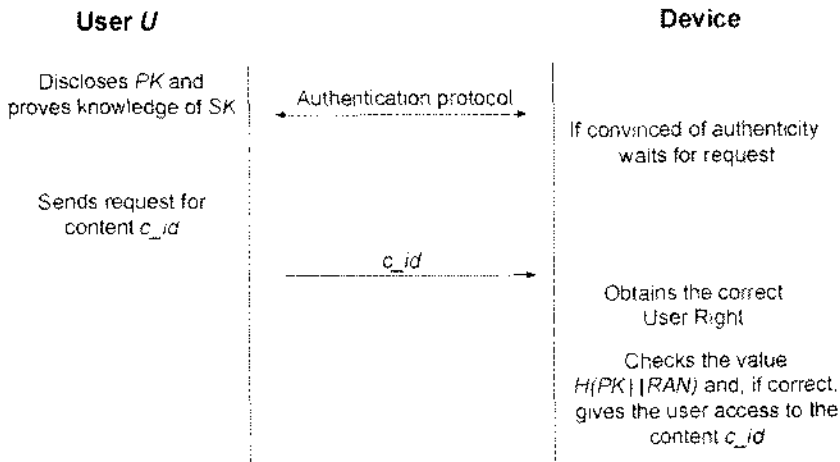 User U
Device
Discloses PK and
proves knowledge of SK
Authentication protocol
If convinced of authenticity
waits for request
Sends request for
content c_id
c_id
Obtains the correct
User Right
Checks the value
H(PK||RAN) and, if correct,
gives the user access to the
content c_id